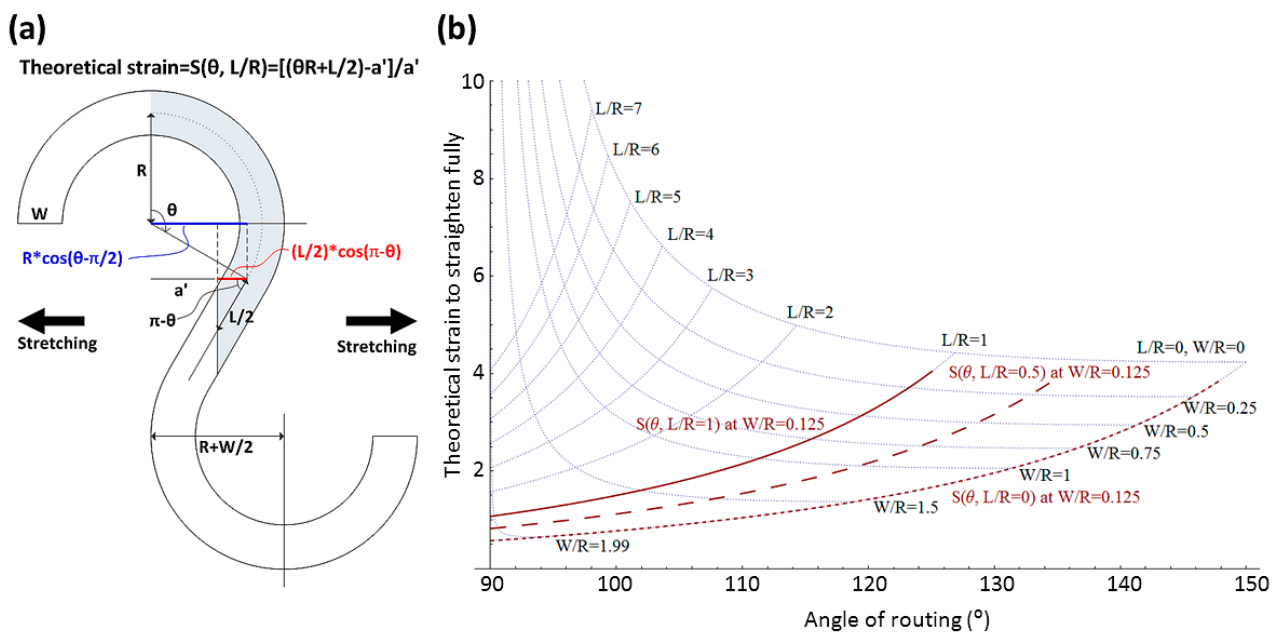 (a)
Theoretical strain=S(θ, L/R)=[(θR+L/2)-a']/a'
R
W
θ
R*cos(θ-π/2)
(L/2)*cos(π-θ)
a'
π-θ
L/2
Stretching
Stretching
R+W/2
(b)
Theoretical strain to straighten fully
10
8
6
4
2
L/R=7
L/R=6
L/R=5
L/R=4
L/R=3
L/R=2
L/R=1
L/R=0, W/R=0
S(θ, L/R=0.5) at W/R=0.125
W/R=0.25
S(θ, L/R=1) at W/R=0.125
W/R=0.5
W/R=0.75
W/R=1
S(θ, L/R=0) at W/R=0.125
W/R=1.5
W/R=1.99
90
100
110
120
130
140
150
Angle of routing (º)